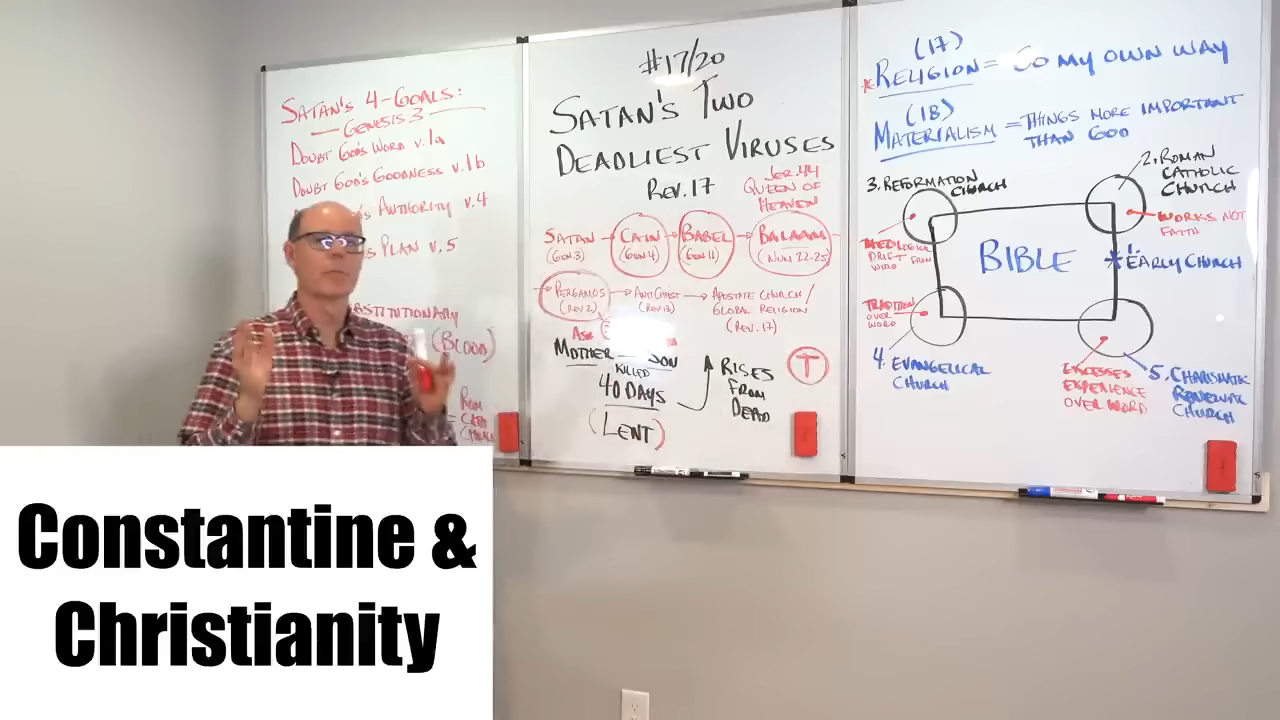 SATAN'S 4-GOALS:
GENESIS 3
DOUBT GOD'S WORD v.1a
DOUBT GOD'S GOODNESS v.1b
AUTHORITY v.4
PLAN v.5
(BLOOD)
#17/20
SATAN'S TWO
DEADLIEST VIRUSES
REV. 17
JER. 44
QUEEN OF
HEAVEN
SATAN → CAIN → BABEL → BALAAM
(GEN. 3) (GEN 4) (GEN 11) (NUM 22-25)
PERGAMOS → ANTICHRIST → APOSTATE CHURCH/
(REV 2) (REV 13) GLOBAL RELIGION
(REV. 17)
MOTHER SON
KILLED
40 DAYS
(LENT)
RISES
FROM
DEAD
T
(17)
*RELIGION = GO MY OWN WAY
(18)
MATERIALISM = THINGS MORE IMPORTANT
THAN GOD
3. REFORMATION
CHURCH
THEOLOGICAL
DRIFT FROM
WORD
2. ROMAN
CATHOLIC
CHURCH
WORKS NOT
FAITH
BIBLE
1.
EARLY CHURCH
TRADITION
OVER
WORD
4. EVANGELICAL
CHURCH
EXCESSES
EXPERIENCE
OVER WORD
5. CHARISMATIC
RENEWAL
CHURCH
Constantine &
Christianity